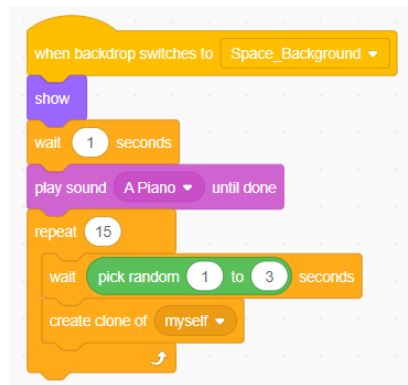 when backdrop switches to Space_Background
show
wait 1 seconds
play sound A Piano until done
repeat 15
wait pick random 1 to 3 seconds
create clone of myself